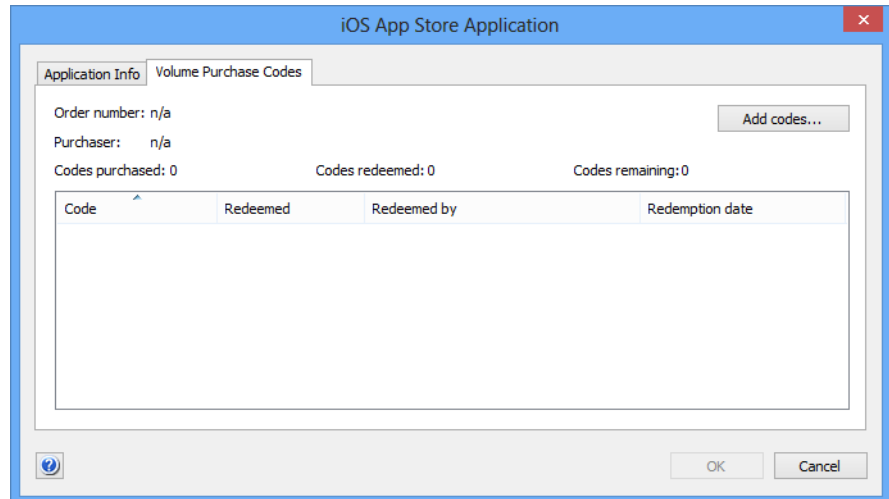 iOS App Store Application
Application Info Volume Purchase Codes
Order number: n/a
Add codes...
Purchaser: n/a
Codes purchased: 0 Codes redeemed: 0 Codes remaining: 0
Code Redeemed Redeemed by Redemption date
OK Cancel